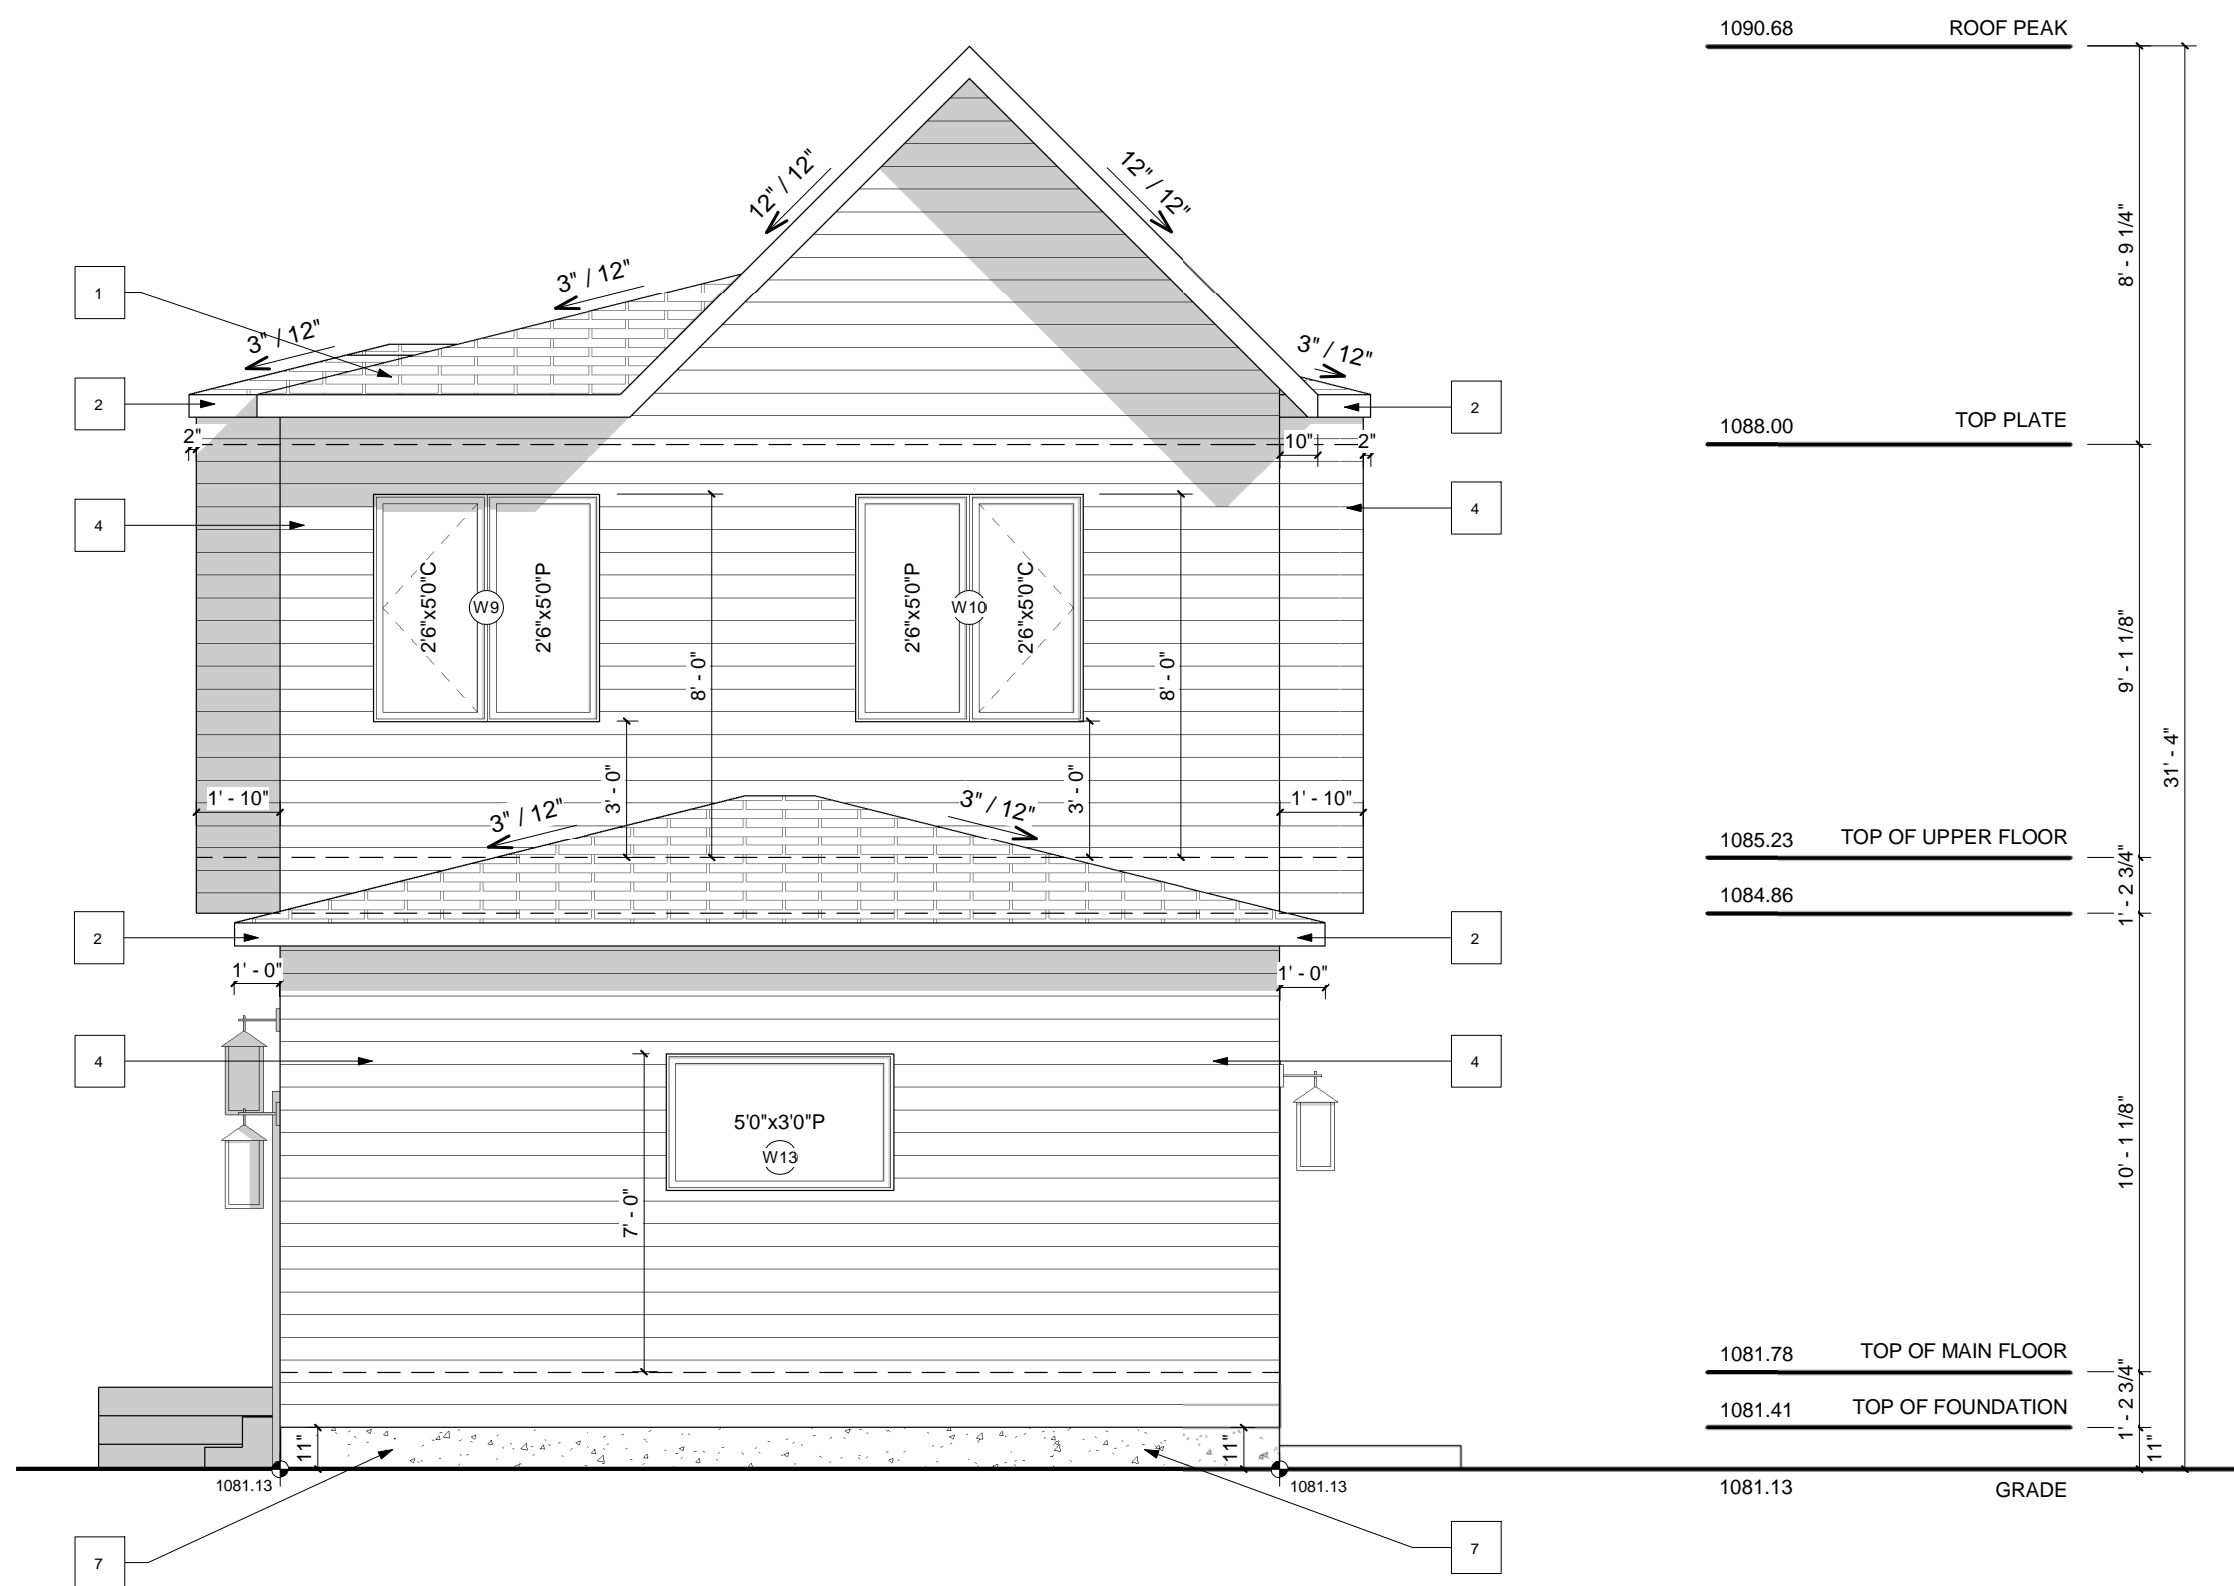 1090.68 ROOF PEAK
12" / 12"
12" / 12"
8' - 9 1/4"
3" / 12"
1
3" / 12"
3" / 12"
2
2
1088.00 TOP PLATE
2"
10"
2"
4
4
2'6"x5'0"C
W9
2'6"x5'0"P
2'6"x5'0"P
W10
2'6"x5'0"C
8' - 0"
8' - 0"
9' - 1 1/8"
31' - 4"
3' - 0"
3' - 0"
1' - 10"
1' - 10"
3" / 12"
3" / 12"
1085.23 TOP OF UPPER FLOOR
1' - 2 3/4"
1084.86
2
2
1' - 0"
1' - 0"
4
4
5'0"x3'0"P
W13
7' - 0"
10' - 1 1/8"
1081.78 TOP OF MAIN FLOOR
1' - 2 3/4"
1081.41 TOP OF FOUNDATION
11"
11"
11"
1081.13
1081.13
1081.13 GRADE
7
7